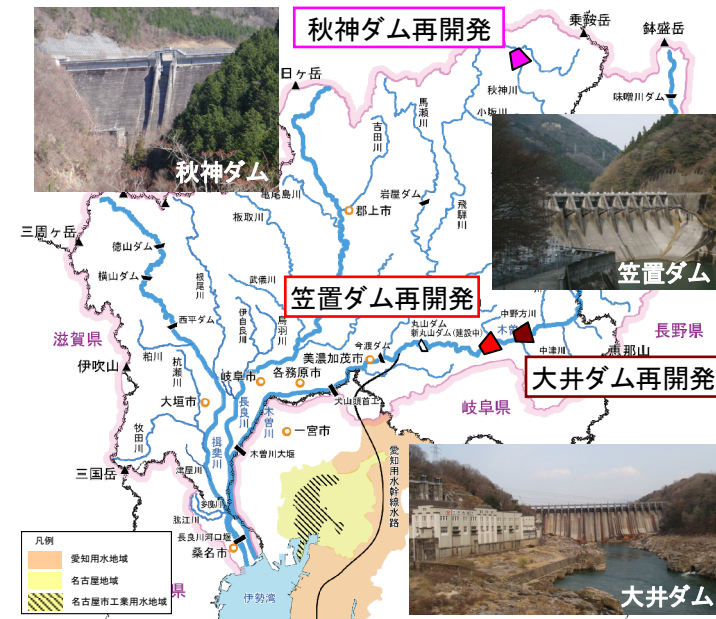 秋神ダム再開発
乗鞍岳
鉢盛岳
日ヶ岳
秋神川
味噌川ダム
馬瀬川
小坂川
吉田川
秋神ダム
亀尾島川
岩屋ダム
飛騨川
板取川
郡上市
三周ヶ岳
徳山ダム
横山ダム
根尾川
武儀川
笠置ダム
笠置ダム再開発
西平ダム
伊自良川
鳥羽川
中野方川
丸山ダム
新丸山ダム(建設中)
木曽
滋賀県
長野県
今渡ダム
恵那山
中津川
伊吹山
粕川
杭瀬川
美濃加茂市
岐阜市
各務原市
大井ダム再開発
大垣市
長良川
木曽川
犬山頭首工
岐阜県
牧田川
揖斐川
一宮市
木曽川大堰
愛知用水幹線水路
三国岳
津屋川
多度川
肱江川
長良川河口堰
桑名市
凡例
愛知用水地域
名古屋地域
名古屋市工業用水地域
県
伊勢湾
大井ダム